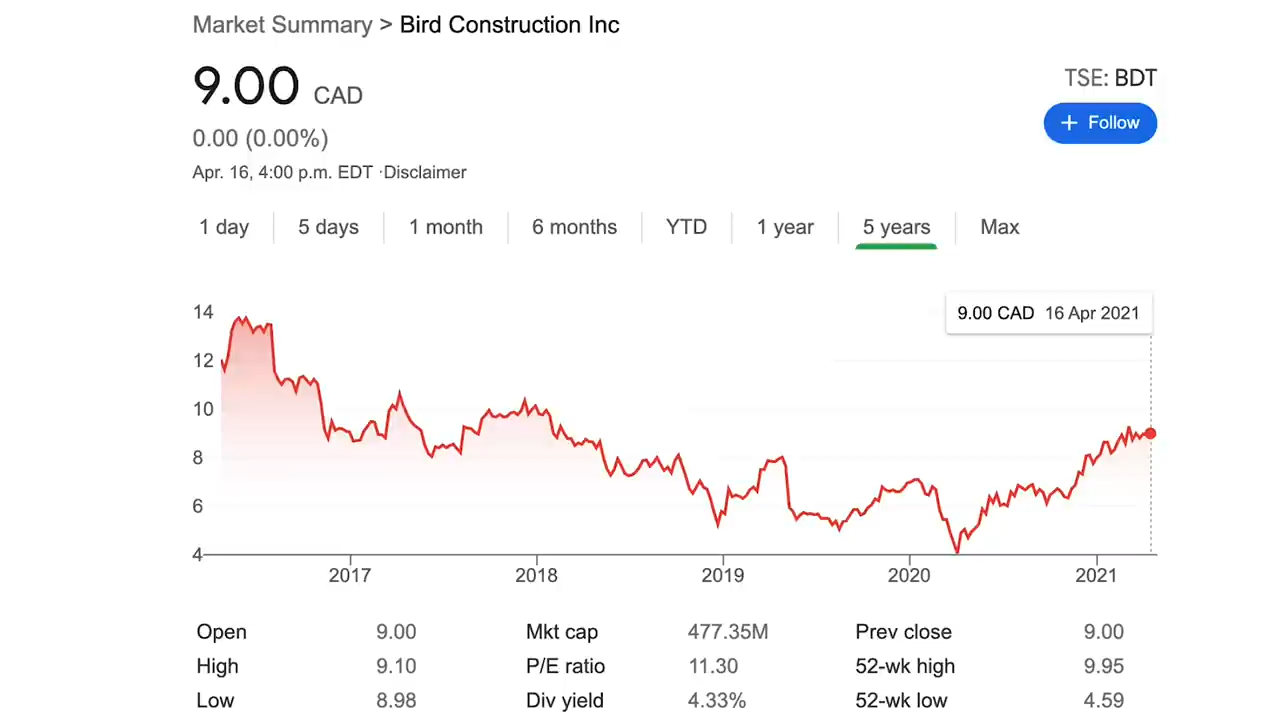 Market Summary > Bird Construction Inc
9.00 CAD
TSE: BDT
0.00 (0.00%)
+ Follow
Apr. 16, 4:00 p.m. EDT ·Disclaimer
1 day 5 days 1 month 6 months YTD 1 year 5 years Max
9.00 CAD 16 Apr 2021
14
12
10
8
6
4
2017 2018 2019 2020 2021
Open 9.00 Mkt cap 477.35M Prev close 9.00
High 9.10 P/E ratio 11.30 52-wk high 9.95
Low 8.98 Div yield 4.33% 52-wk low 4.59